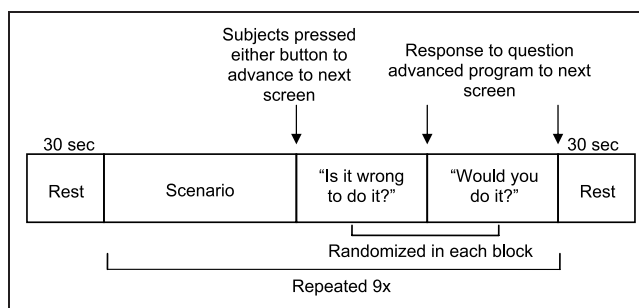 Subjects pressed
either button to
advance to next
screen
Response to question
advanced program to next
screen
30 sec
30 sec
Rest
Scenario
“Is it wrong
to do it?”
“Would you
do it?”
Rest
Randomized in each block
Repeated 9x